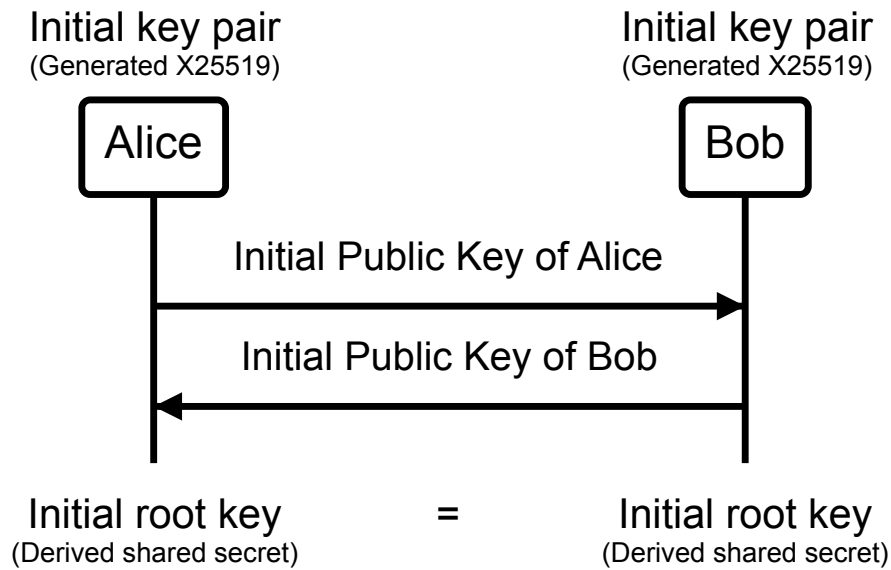 Initial key pair
(Generated X25519)
Initial key pair
(Generated X25519)
Alice
Bob
Initial Public Key of Alice
Initial Public Key of Bob
Initial root key
(Derived shared secret)
=
Initial root key
(Derived shared secret)